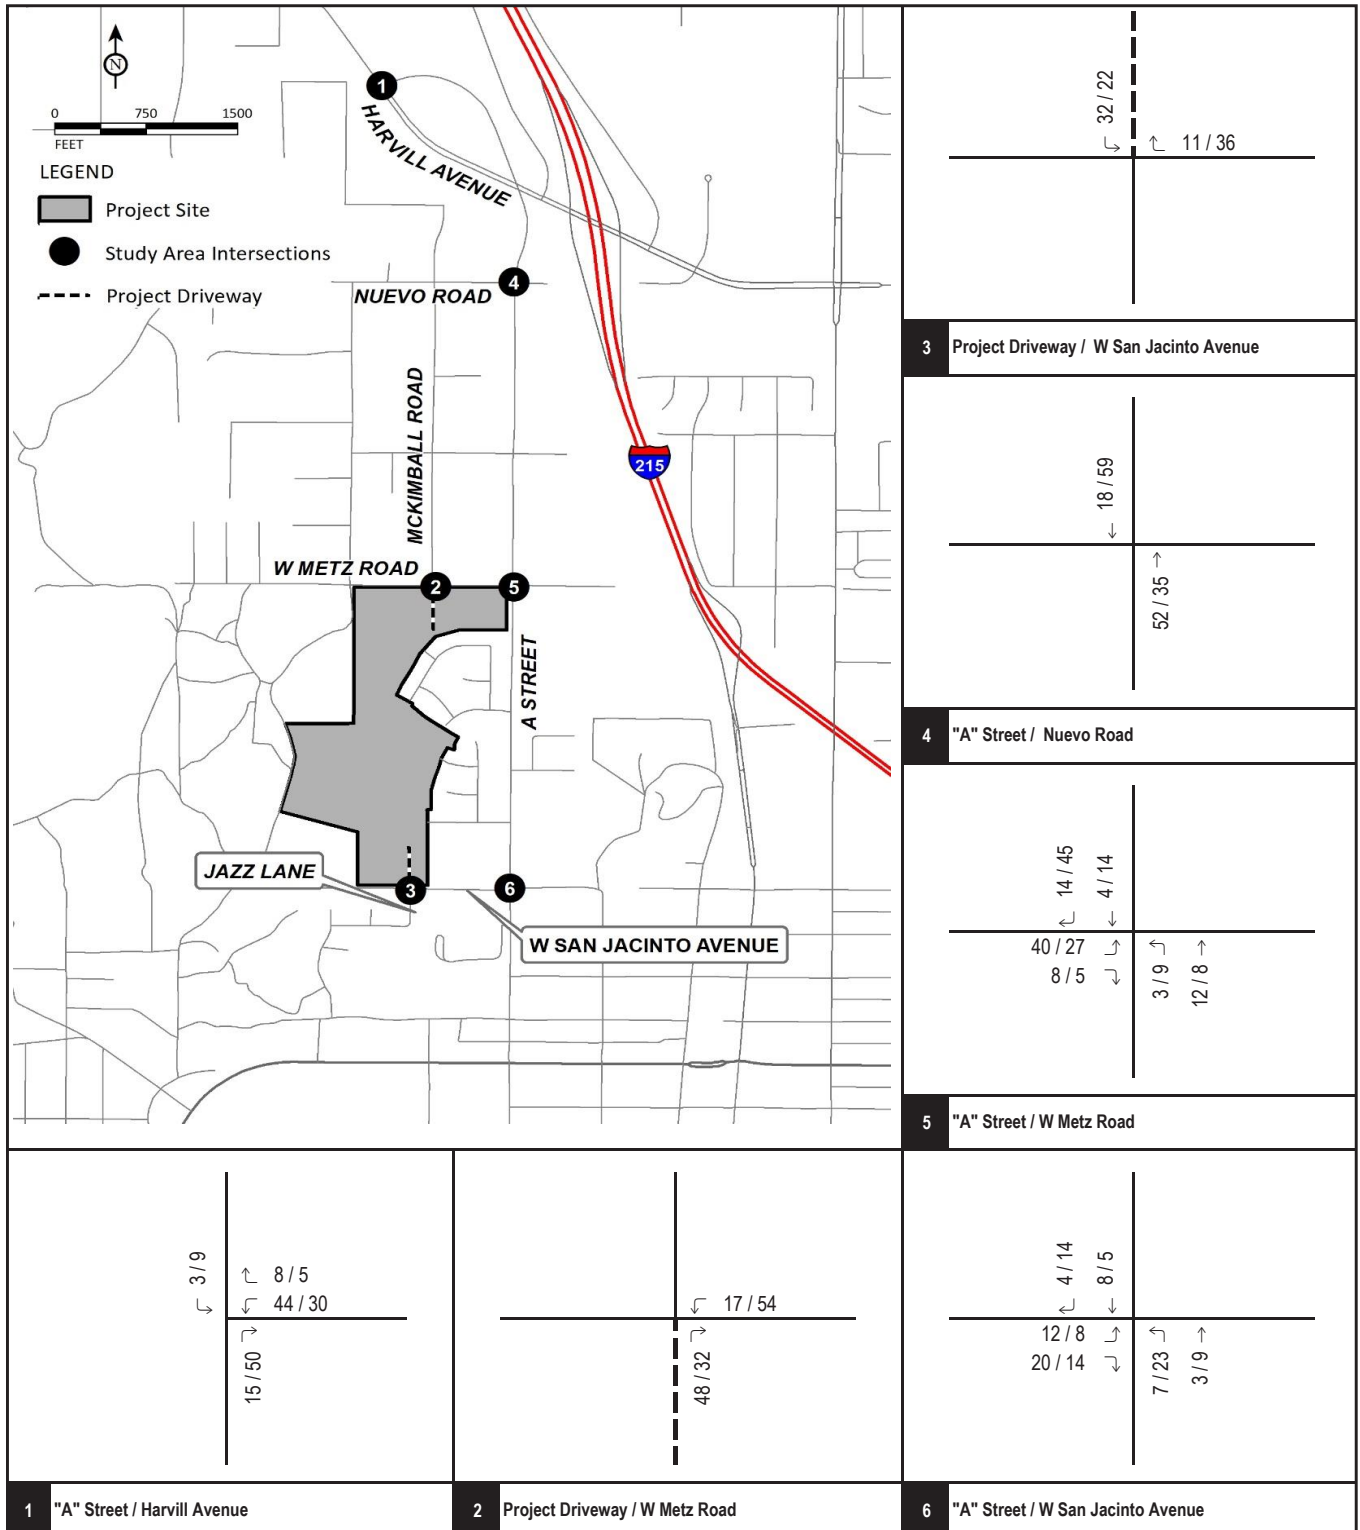 N
0 750 1500
FEET
LEGEND
Project Site
Study Area Intersections
Project Driveway
1
HARVILL AVENUE
NUEVO ROAD
4
MCKIMBALL ROAD
215
W METZ ROAD
2
5
A STREET
JAZZ LANE
3
6
W SAN JACINTO AVENUE
32 / 22
11 / 36
3 Project Driveway / W San Jacinto Avenue
18 / 59
52 / 35
4 "A" Street / Nuevo Road
14 / 45
4 / 14
40 / 27
8 / 5
3 / 9
12 / 8
5 "A" Street / W Metz Road
3 / 9
8 / 5
44 / 30
15 / 50
1 "A" Street / Harvill Avenue
17 / 54
48 / 32
2 Project Driveway / W Metz Road
4 / 14
8 / 5
12 / 8
20 / 14
7 / 23
3 / 9
6 "A" Street / W San Jacinto Avenue